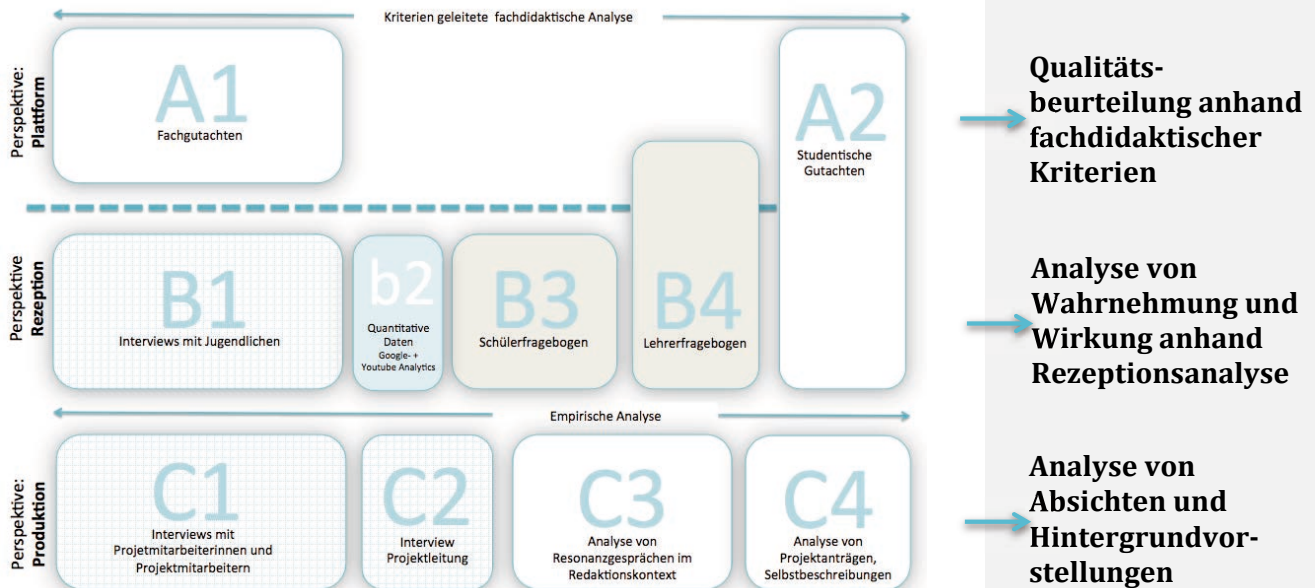 Kriterien geleitete fachdidaktische Analyse
Perspektive:
Plattform
A1
Fachgutachten
A2
Studentische
Gutachten
Qualitäts-
beurteilung anhand
fachdidaktischer
Kriterien
Perspektive
Rezeption
B1
Interviews mit Jugendlichen
b2
Quantitative
Daten
Google- +
Youtube Analytics
B3
Schülerfragebogen
B4
Lehrerfragebogen
Analyse von
Wahrnehmung und
Wirkung anhand
Rezeptionsanalyse
Empirische Analyse
Perspektive:
Produktion
C1
Interviews mit
Projetmitarbeiterinnen und
Projektmitarbeitern
C2
Interview
Projektleitung
C3
Analyse von
Resonanzgesprächen im
Redaktionskontext
C4
Analyse von
Projektanträgen,
Selbstbeschreibungen
Analyse von
Absichten und
Hintergrundvor-
stellungen